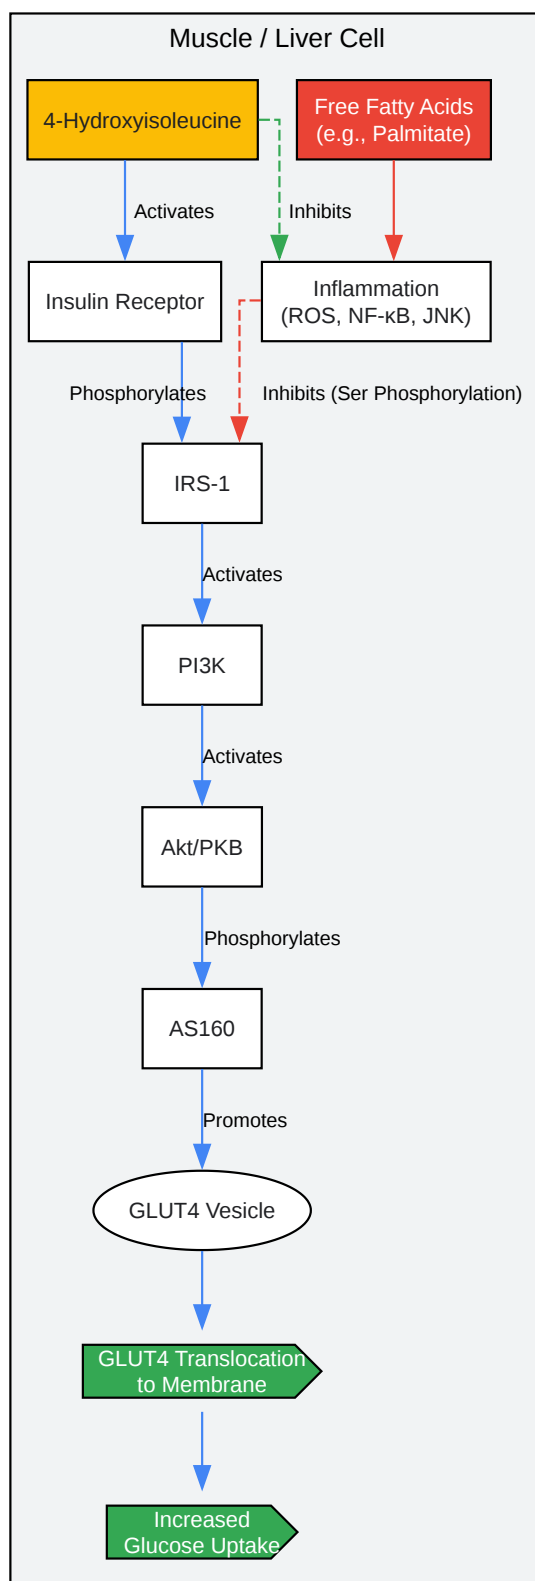 Muscle / Liver Cell
4-Hydroxyisoleucine
Free Fatty Acids
(e.g., Palmitate)
Activates
Inhibits
Insulin Receptor
Inflammation
(ROS, NF-κB, JNK)
Phosphorylates
Inhibits (Ser Phosphorylation)
IRS-1
Activates
PI3K
Activates
Akt/PKB
Phosphorylates
AS160
Promotes
GLUT4 Vesicle
GLUT4 Translocation
to Membrane
Increased
Glucose Uptake